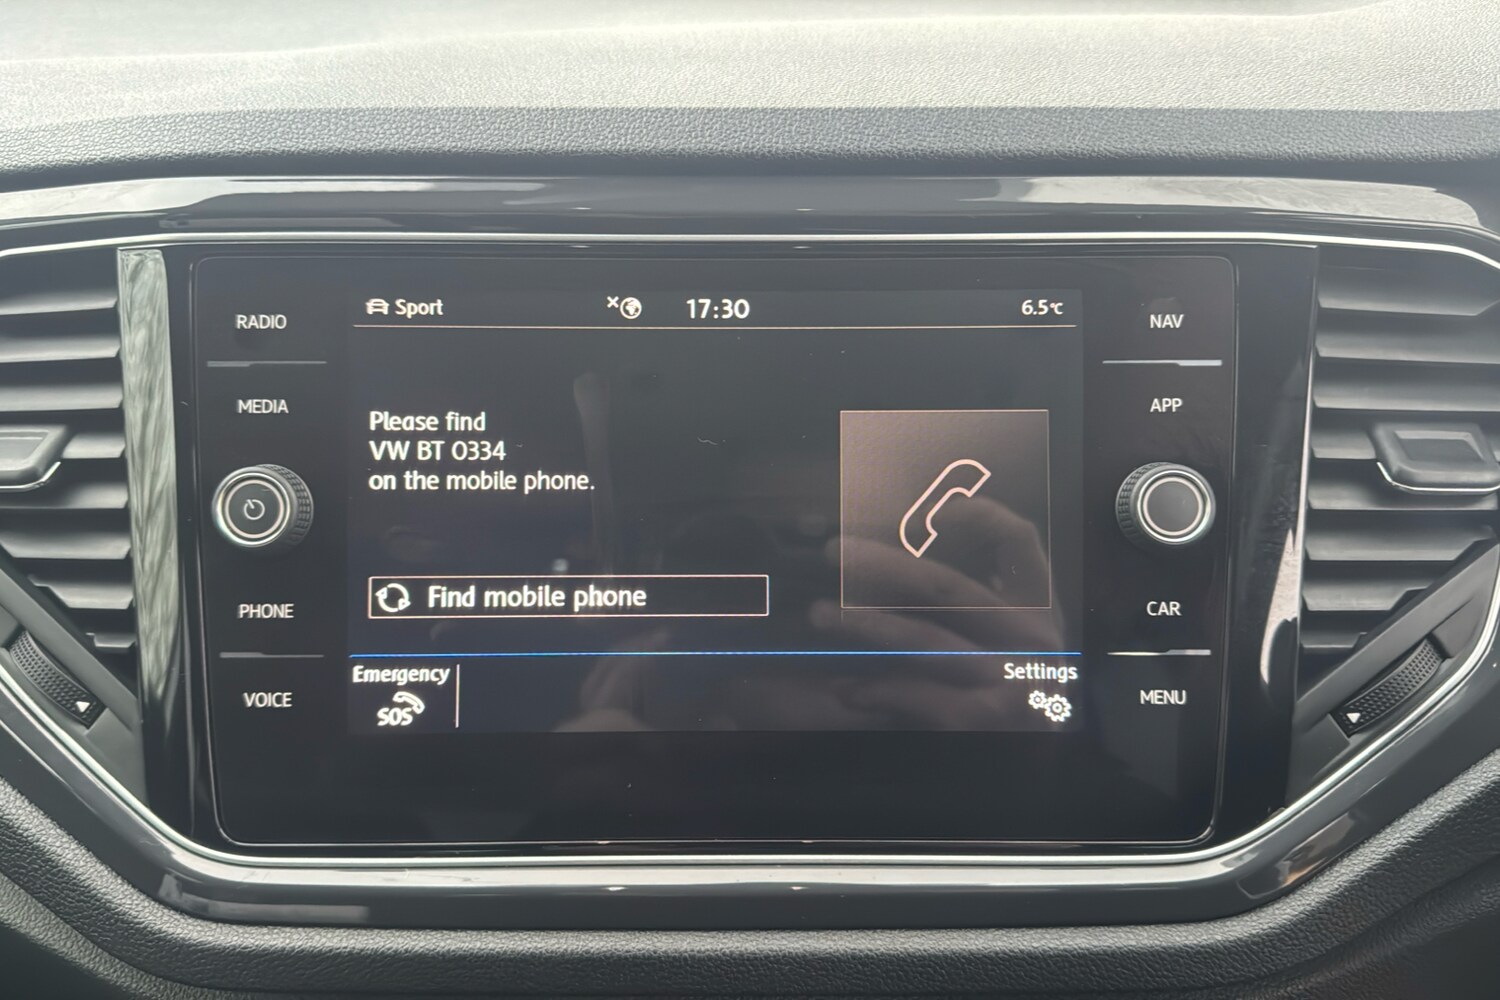 RADIO
MEDIA
PHONE
VOICE
Sport
17:30
6.5°C
Please find
VW BT 0334
on the mobile phone.
Find mobile phone
Emergency
SOS
Settings
NAV
APP
CAR
MENU